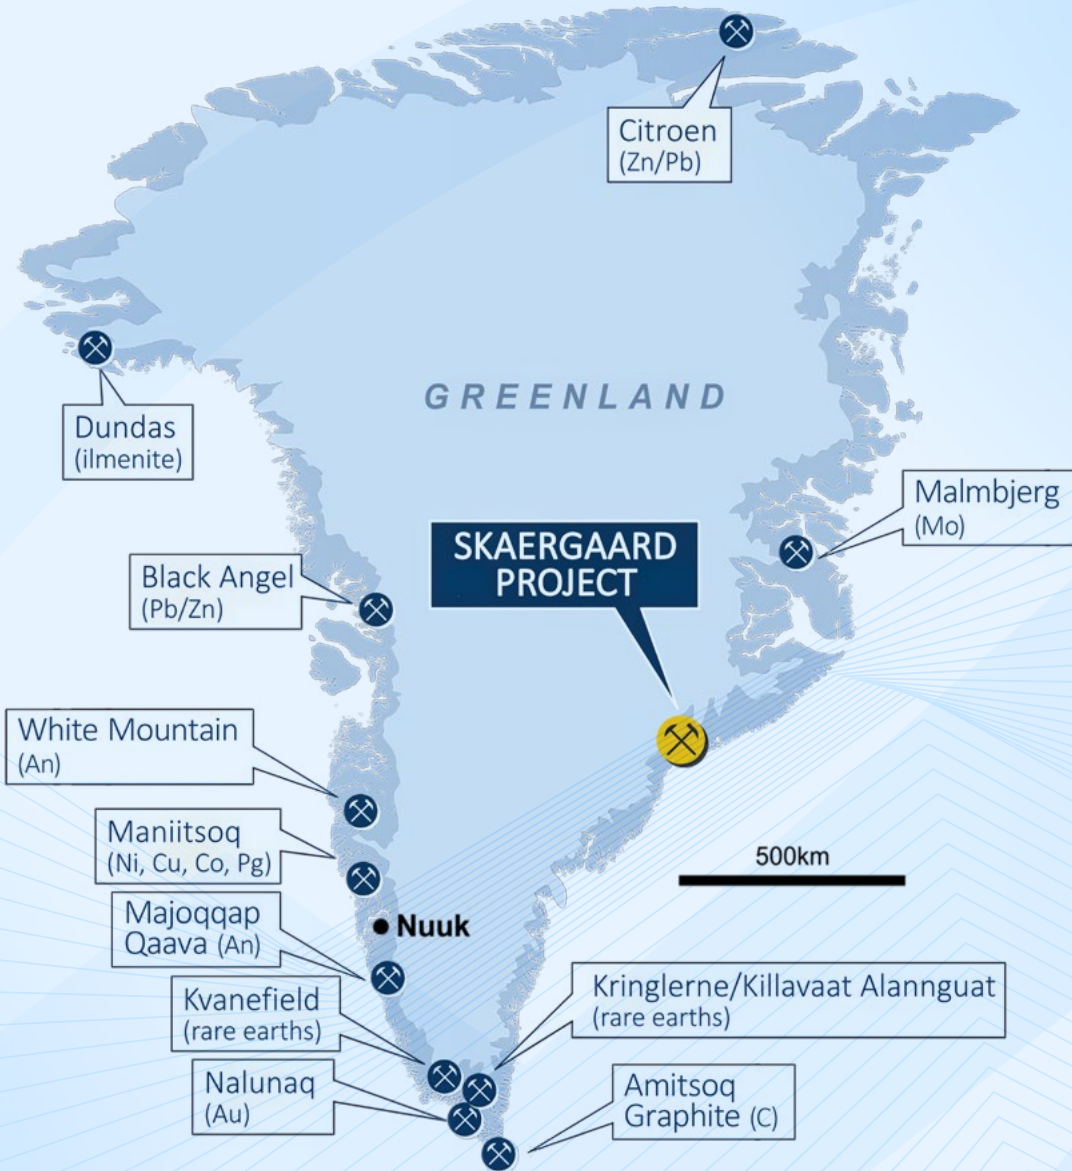 Citroen
(Zn/Pb)
Dundas
(ilmenite)
GREENLAND
Malmbjerg
(Mo)
SKAERGAARD
PROJECT
Black Angel
(Pb/Zn)
White Mountain
(An)
Maniitsoq
(Ni, Cu, Co, Pg)
500km
Majoqqap
Qaava (An)
Nuuk
Kvanefield
(rare earths)
Kringlerne/Killavaat Alannguat
(rare earths)
Nalunaq
(Au)
Amitsoq
Graphite (C)